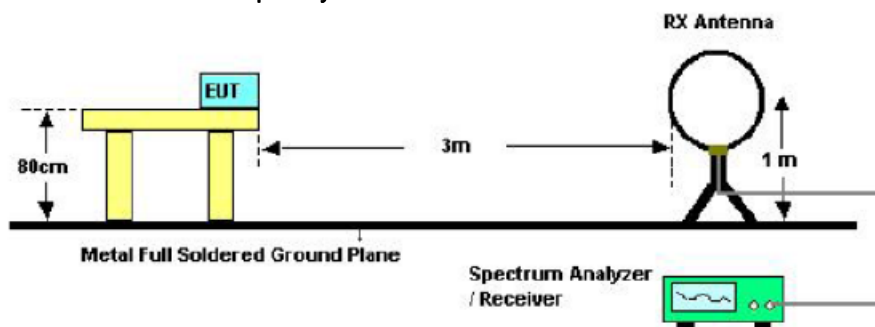 RX Antenna
EUT
80cm
3m
1 m
Metal Full Soldered Ground Plane
Spectrum Analyzer
/ Receiver